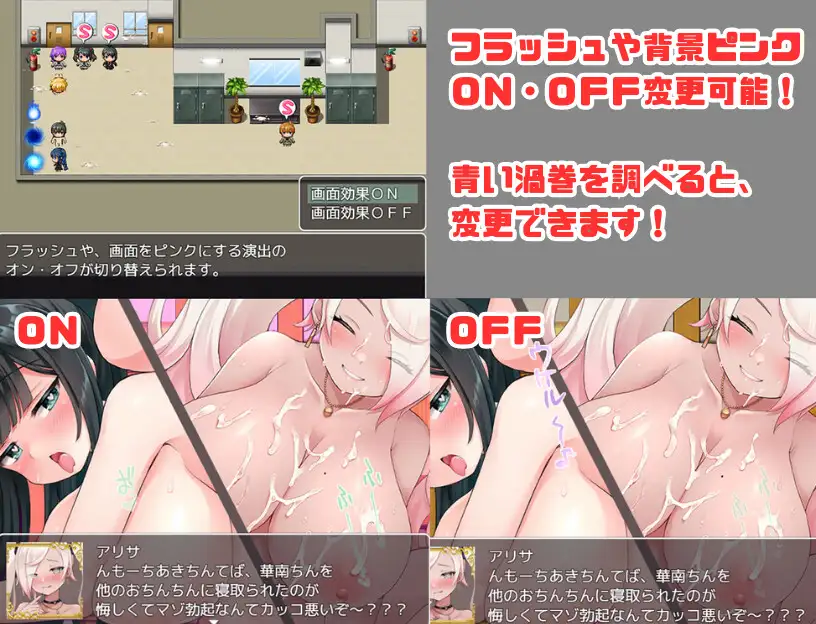 フラッシュや背景ピンク
ON・OFF変更可能！
青い渦巻を調べると、
変更できます！
S
S
S
画面効果ON
画面効果OFF
フラッシュや、画面をピンクにする演出の
オン・オフが切り替えられます。
ON
OFF
ウケル～♪
アリサ
んもーちあきちんてば、華南ちんを
他のおちんちんに寝取られたのが
悔しくてマゾ勃起なんてカッコ悪いぞ～？？？
アリサ
んもーちあきちんてば、華南ちんを
他のおちんちんに寝取られたのが
悔しくてマゾ勃起なんてカッコ悪いぞ～？？？